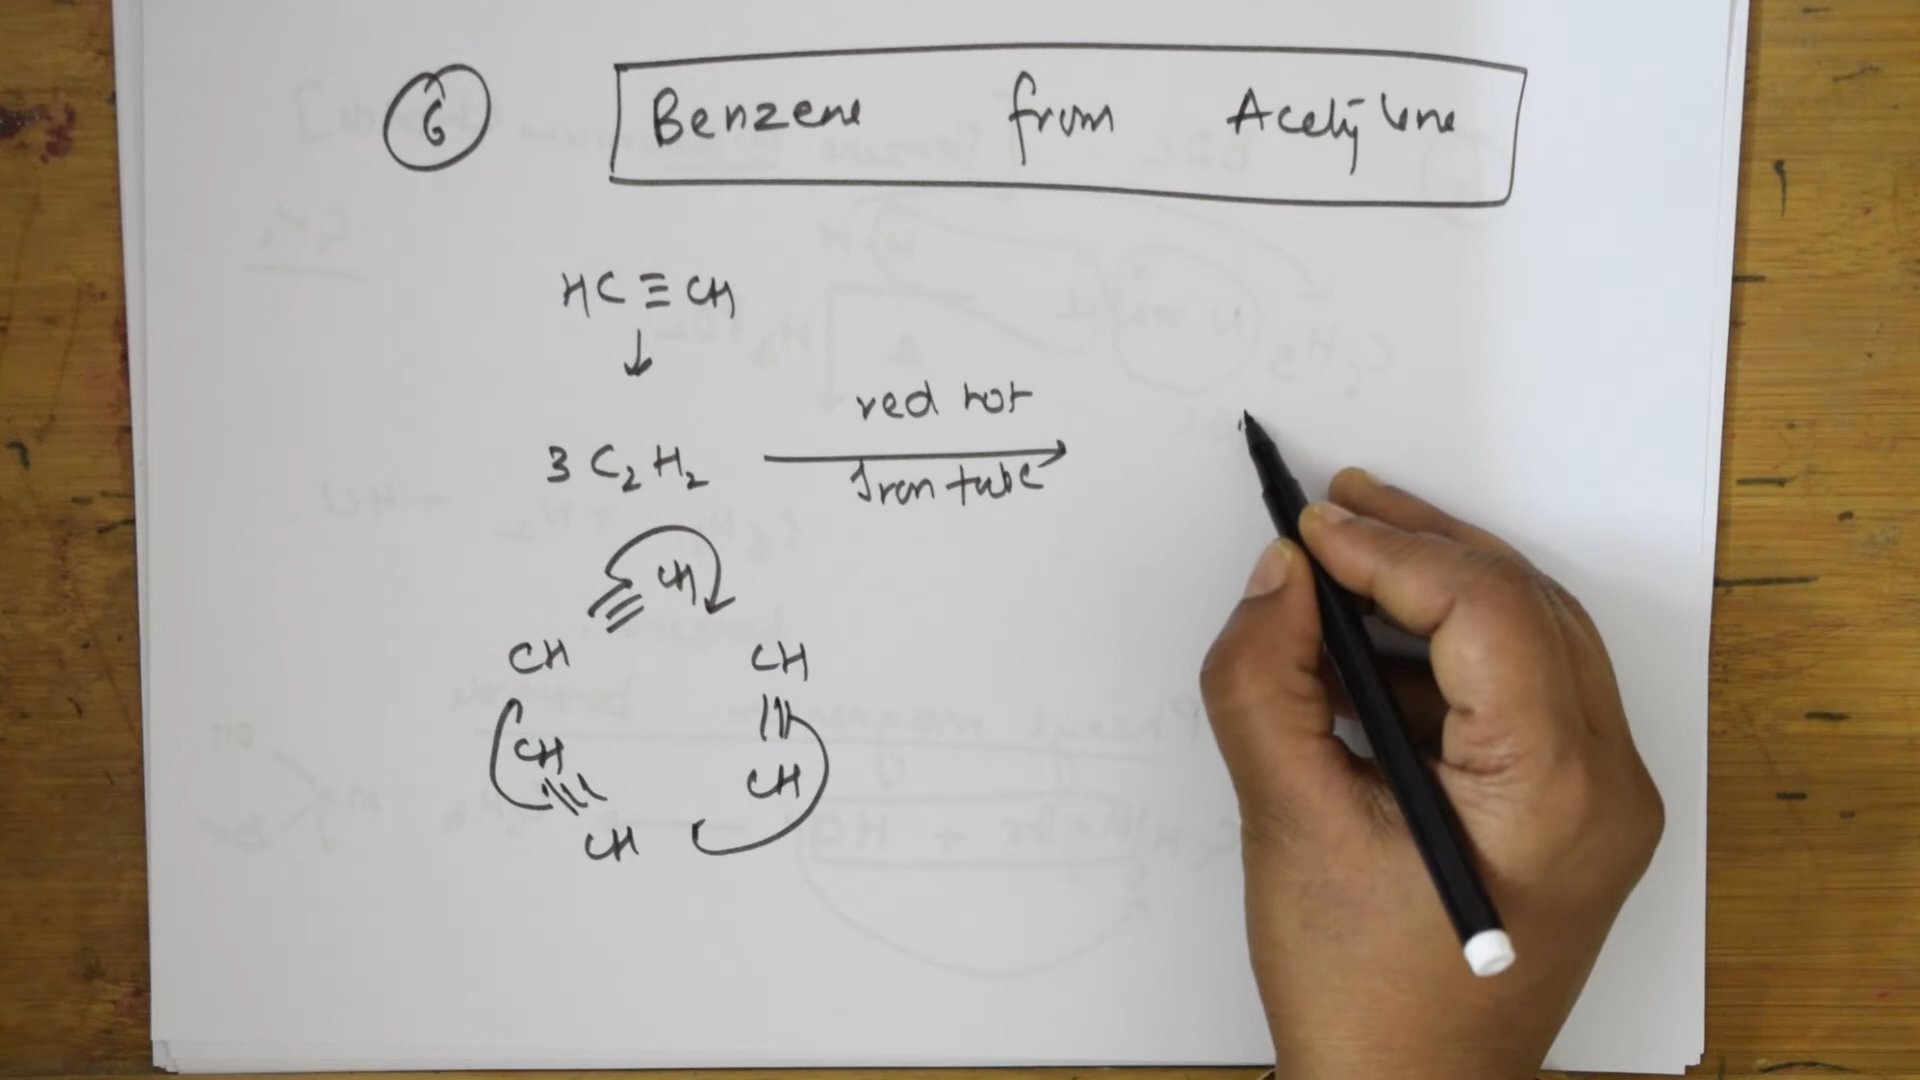 6 Benzene from Acetylene
HC≡CH
↓
red hot
3 C₂H₂ →
Iron tube
CH
CH CH
CH
CH
CH